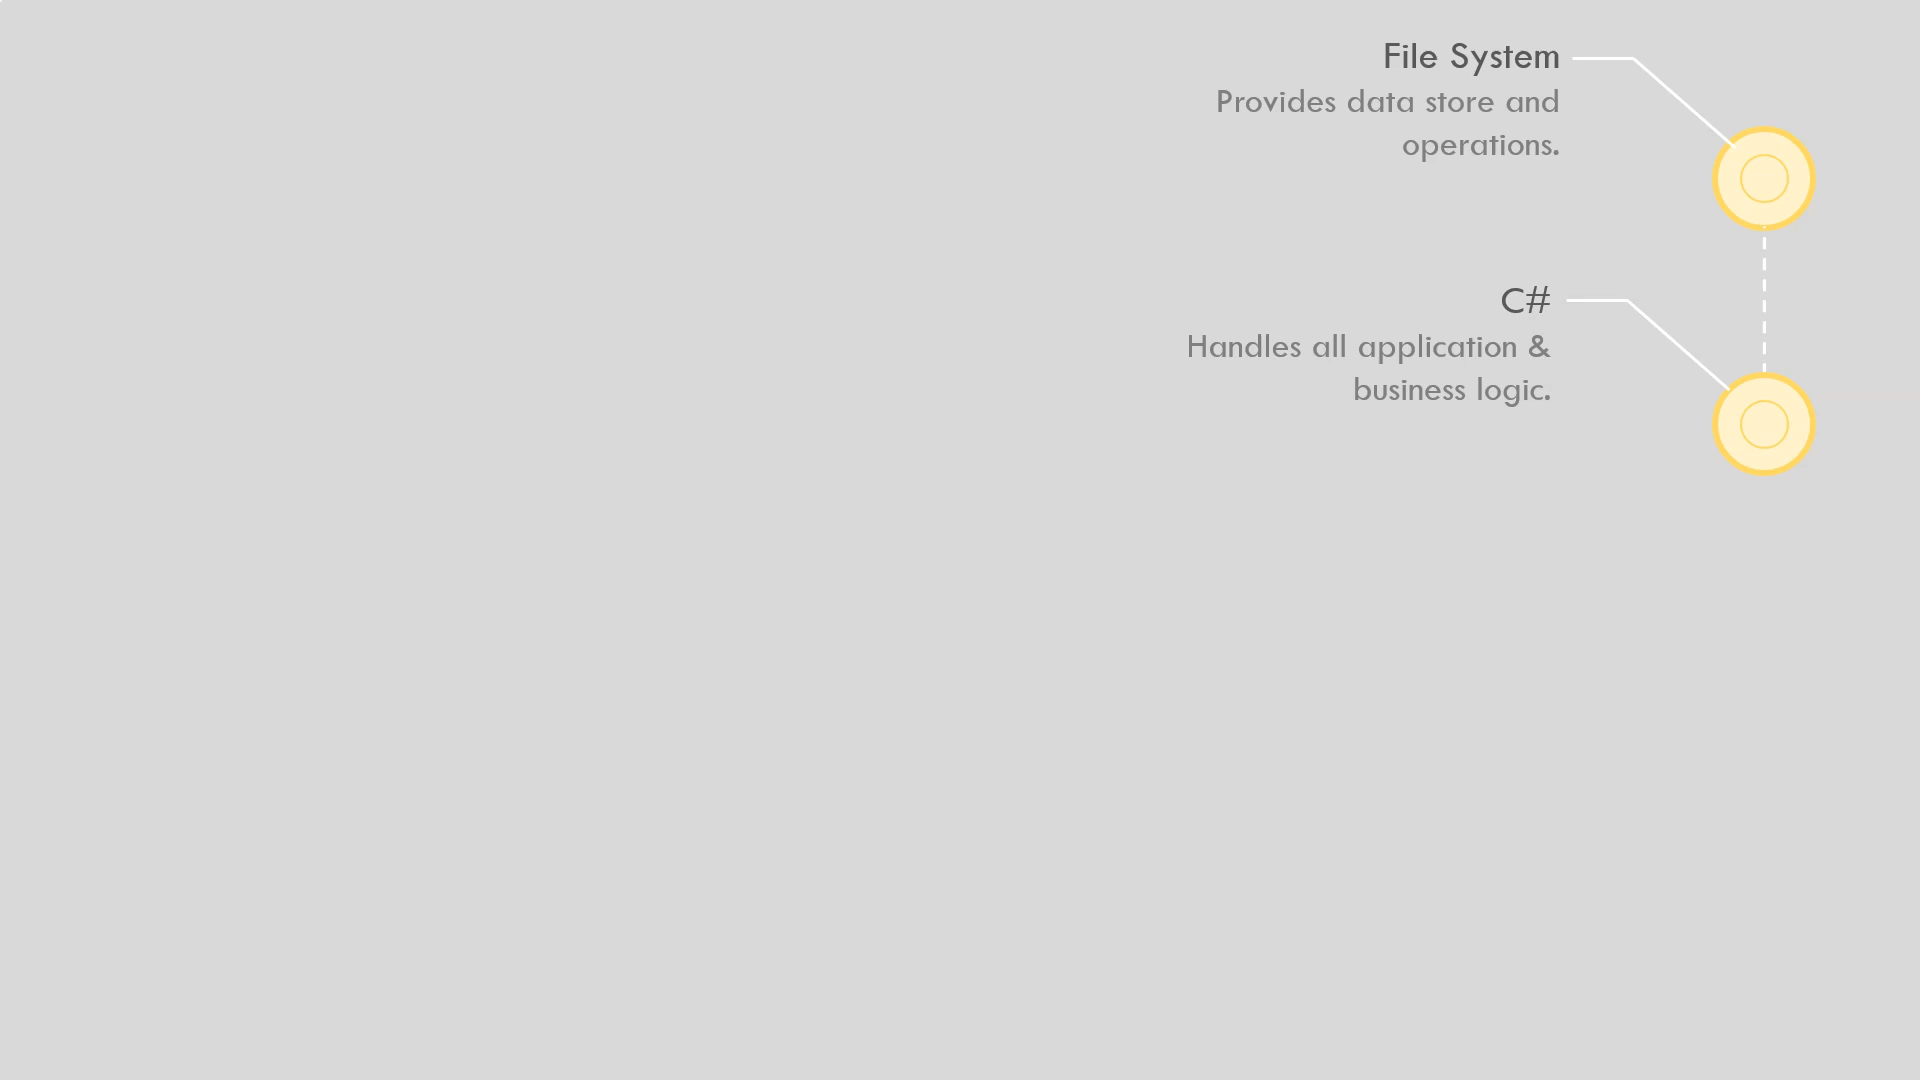 File System
Provides data store and
operations.
C#
Handles all application &
business logic.